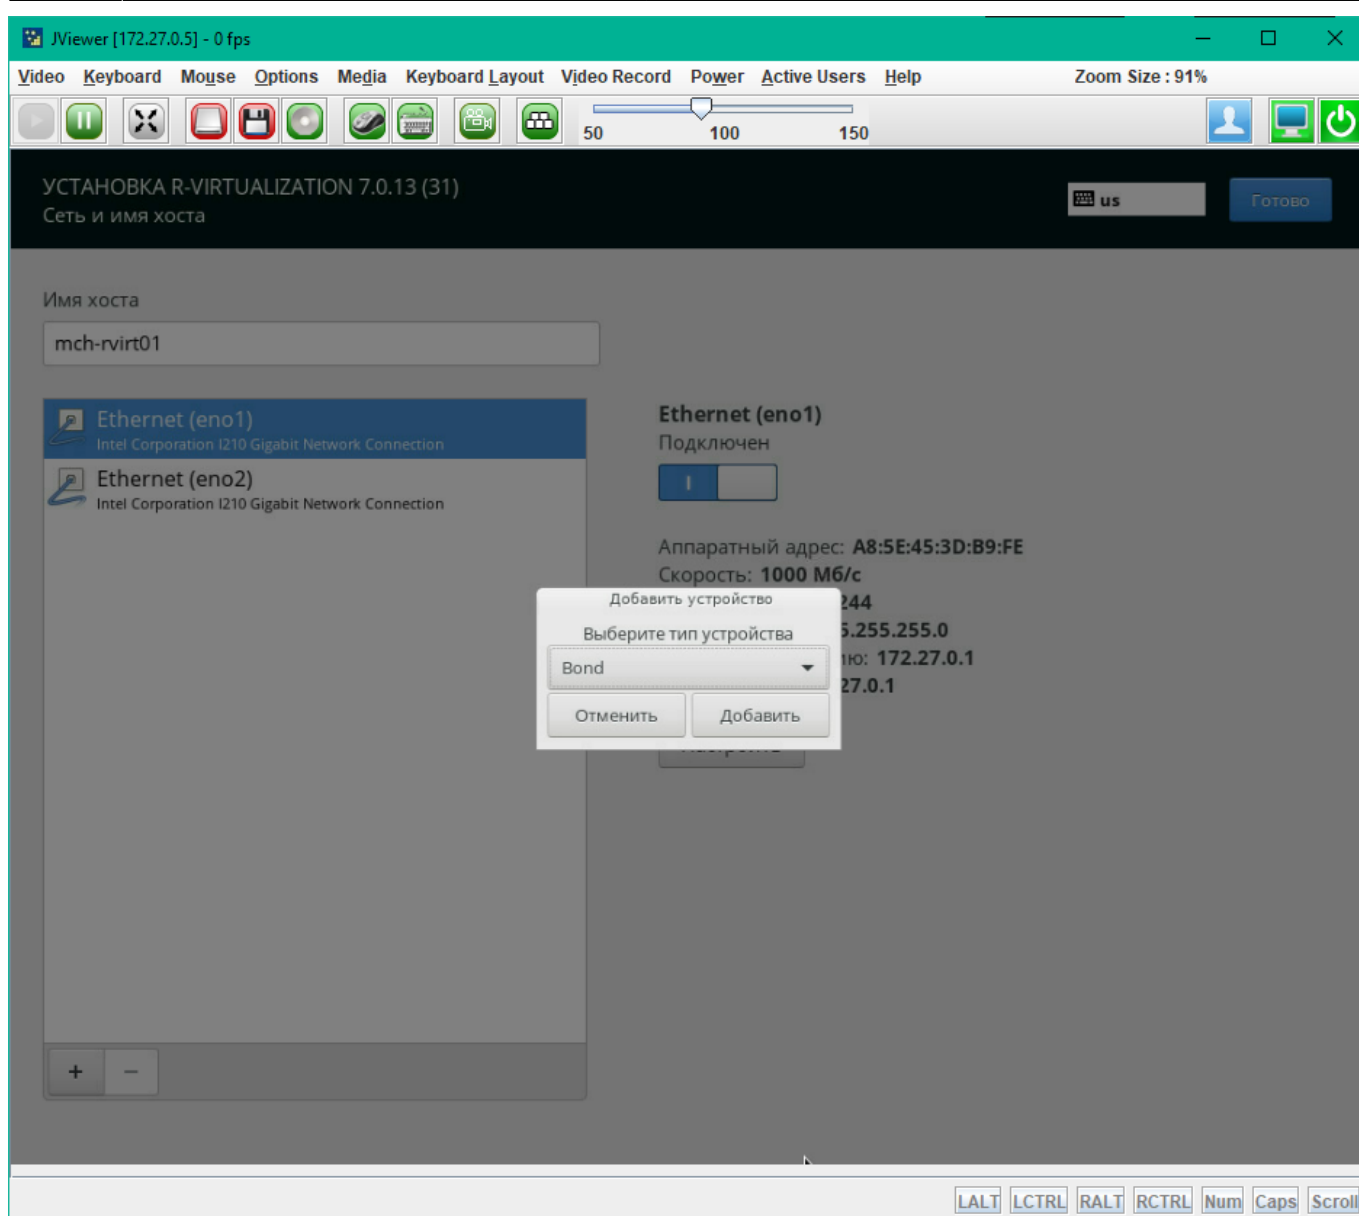 JViewer [172.27.0.5] - 0 fps
Video Keyboard Mouse Options Media Keyboard Layout Video Record Power Active Users Help Zoom Size : 91%
50 100 150
УСТАНОВКА R-VIRTUALIZATION 7.0.13 (31)
Сеть и имя хоста
us
Готово
Имя хоста
mch-rvirt01
Ethernet (eno1)
Intel Corporation I210 Gigabit Network Connection
Ethernet (eno2)
Intel Corporation I210 Gigabit Network Connection
Ethernet (eno1)
Подключен
Аппаратный адрес: A8:5E:45:3D:B9:FE
Скорость: 1000 Мб/с
244
5.255.255.0
ию: 172.27.0.1
27.0.1
Добавить устройство
Выберите тип устройства
Bond
Отменить Добавить
+ −
LALT LCTRL RALT RCTRL Num Caps Scroll